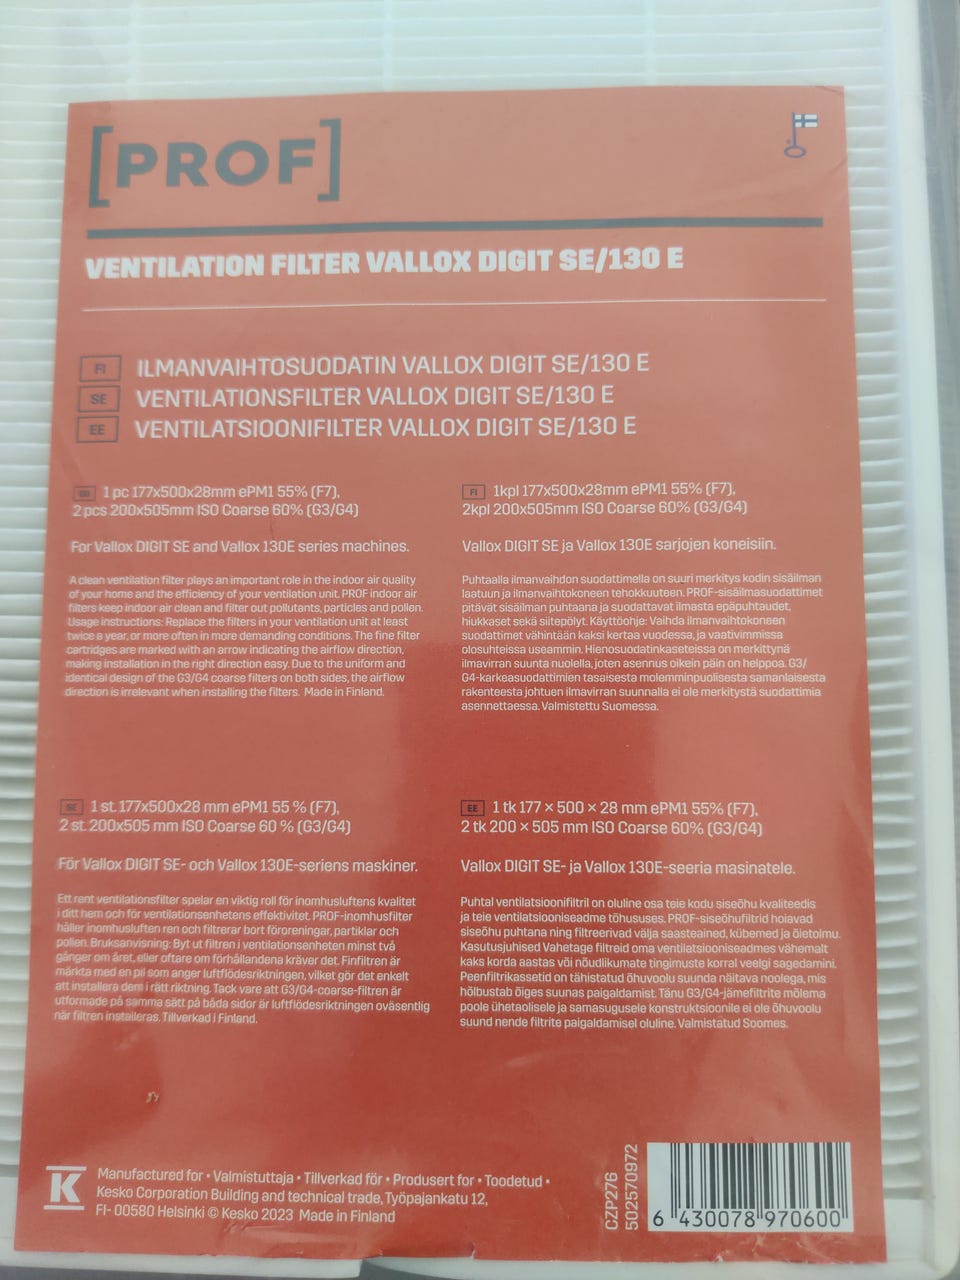 [PROF]
VENTILATION FILTER VALLOX DIGIT SE/130 E
FI ILMANVAIHTOSUODATIN VALLOX DIGIT SE/130 E
SE VENTILATIONSFILTER VALLOX DIGIT SE/130 E
EE VENTILATSIOONIFILTER VALLOX DIGIT SE/130 E
1 pc 177x500x28mm ePM1 55% (F7),
2 pcs 200x505mm ISO Coarse 60% (G3/G4)
For Vallox DIGIT SE and Vallox 130E series machines.
A clean ventilation filter plays an important role in the indoor air quality
of your home and the efficiency of your ventilation unit. PROF indoor air
filters keep indoor air clean and filter out pollutants, particles and pollen.
Usage instructions: Replace the filters in your ventilation unit at least
twice a year, or more often in more demanding conditions. The fine filter
cartridges are marked with an arrow indicating the airflow direction,
making installation in the right direction easy. Due to the uniform and
identical design of the G3/G4 coarse filters on both sides, the airflow
direction is irrelevant when installing the filters. Made in Finland.
FI 1kpl 177x500x28mm ePM1 55% (F7),
2kpl 200x505mm ISO Coarse 60% (G3/G4)
Vallox DIGIT SE ja Vallox 130E sarjojen koneisiin.
Puhtaalla ilmanvaihdon suodattimella on suuri merkitys kodin sisäilman
laatuun ja ilmanvaihtokoneen tehokkuuteen. PROF-sisäilmasuodattimet
pitävät sisäilman puhtaana ja suodattavat ilmasta epäpuhtaudet,
hiukkaset sekä siitepölyt. Käyttöohje: Vaihda ilmanvaihtokoneen
suodattimet vähintään kaksi kertaa vuodessa, ja vaativimmissa
olosuhteissa useammin. Hienosuodatinkaseteissa on merkittynä
ilmavirran suunta nuolella, joten asennus oikein päin on helppoa. G3/
G4-karkeasuodattimien tasaisesta molemminpuolisesta samanlaisesta
rakenteesta johtuen ilmavirran suunnalla ei ole merkitystä suodattimia
asennettaessa. Valmistettu Suomessa.
SE 1 st. 177x500x28 mm ePM1 55 % (F7),
2 st. 200x505 mm ISO Coarse 60 % (G3/G4)
För Vallox DIGIT SE- och Vallox 130E-seriens maskiner.
Ett rent ventilationsfilter spelar en viktig roll för inomhusluftens kvalitet
i ditt hem och för ventilationsenhetens effektivitet. PROF-inomhusfilter
håller inomhusluften ren och filtrerar bort föroreningar, partiklar och
pollen. Bruksanvisning: Byt ut filtren i ventilationsenheten minst två
gånger om året, eller oftare om förhållandena kräver det. Finfiltren är
märkta med en pil som anger luftflödesriktningen, vilket gör det enkelt
att installera dem i rätt riktning. Tack vare att G3/G4-coarse-filtren är
utformade på samma sätt på båda sidor är luftflödesriktningen oväsentlig
när filtren installeras. Tillverkad i Finland.
EE 1 tk 177 × 500 × 28 mm ePM1 55% (F7),
2 tk 200 × 505 mm ISO Coarse 60% (G3/G4)
Vallox DIGIT SE- ja Vallox 130E-seeria masinatele.
Puhtal ventilatsioonifiltril on oluline osa teie kodu siseõhu kvaliteedis
ja teie ventilatsiooniseadme tõhususes. PROF-siseõhufiltrid hoiavad
siseõhu puhtana ning filtreerivad välja saasteained, kübemed ja õietolmu.
Kasutusjuhised Vahetage filtreid oma ventilatsiooniseadmes vähemalt
kaks korda aastas või nõudlikumate tingimuste korral veelgi sagedamini.
Peenfiltrikassetid on tähistatud õhuvoolu suunda näitava noolega, mis
hõlbustab õiges suunas paigaldamist. Tänu G3/G4-jämefiltrite mõlema
poole ühetaolisele ja samasugusele konstruktsioonile ei ole õhuvoolu
suund nende filtrite paigaldamisel oluline. Valmistatud Soomes.
K
Manufactured for • Valmistuttaja • Tillverkad för • Produsert for • Toodetud •
Kesko Corporation Building and technical trade, Työpajankatu 12,
FI- 00580 Helsinki © Kesko 2023 Made in Finland
CZP276
502570972
6 430078 970600